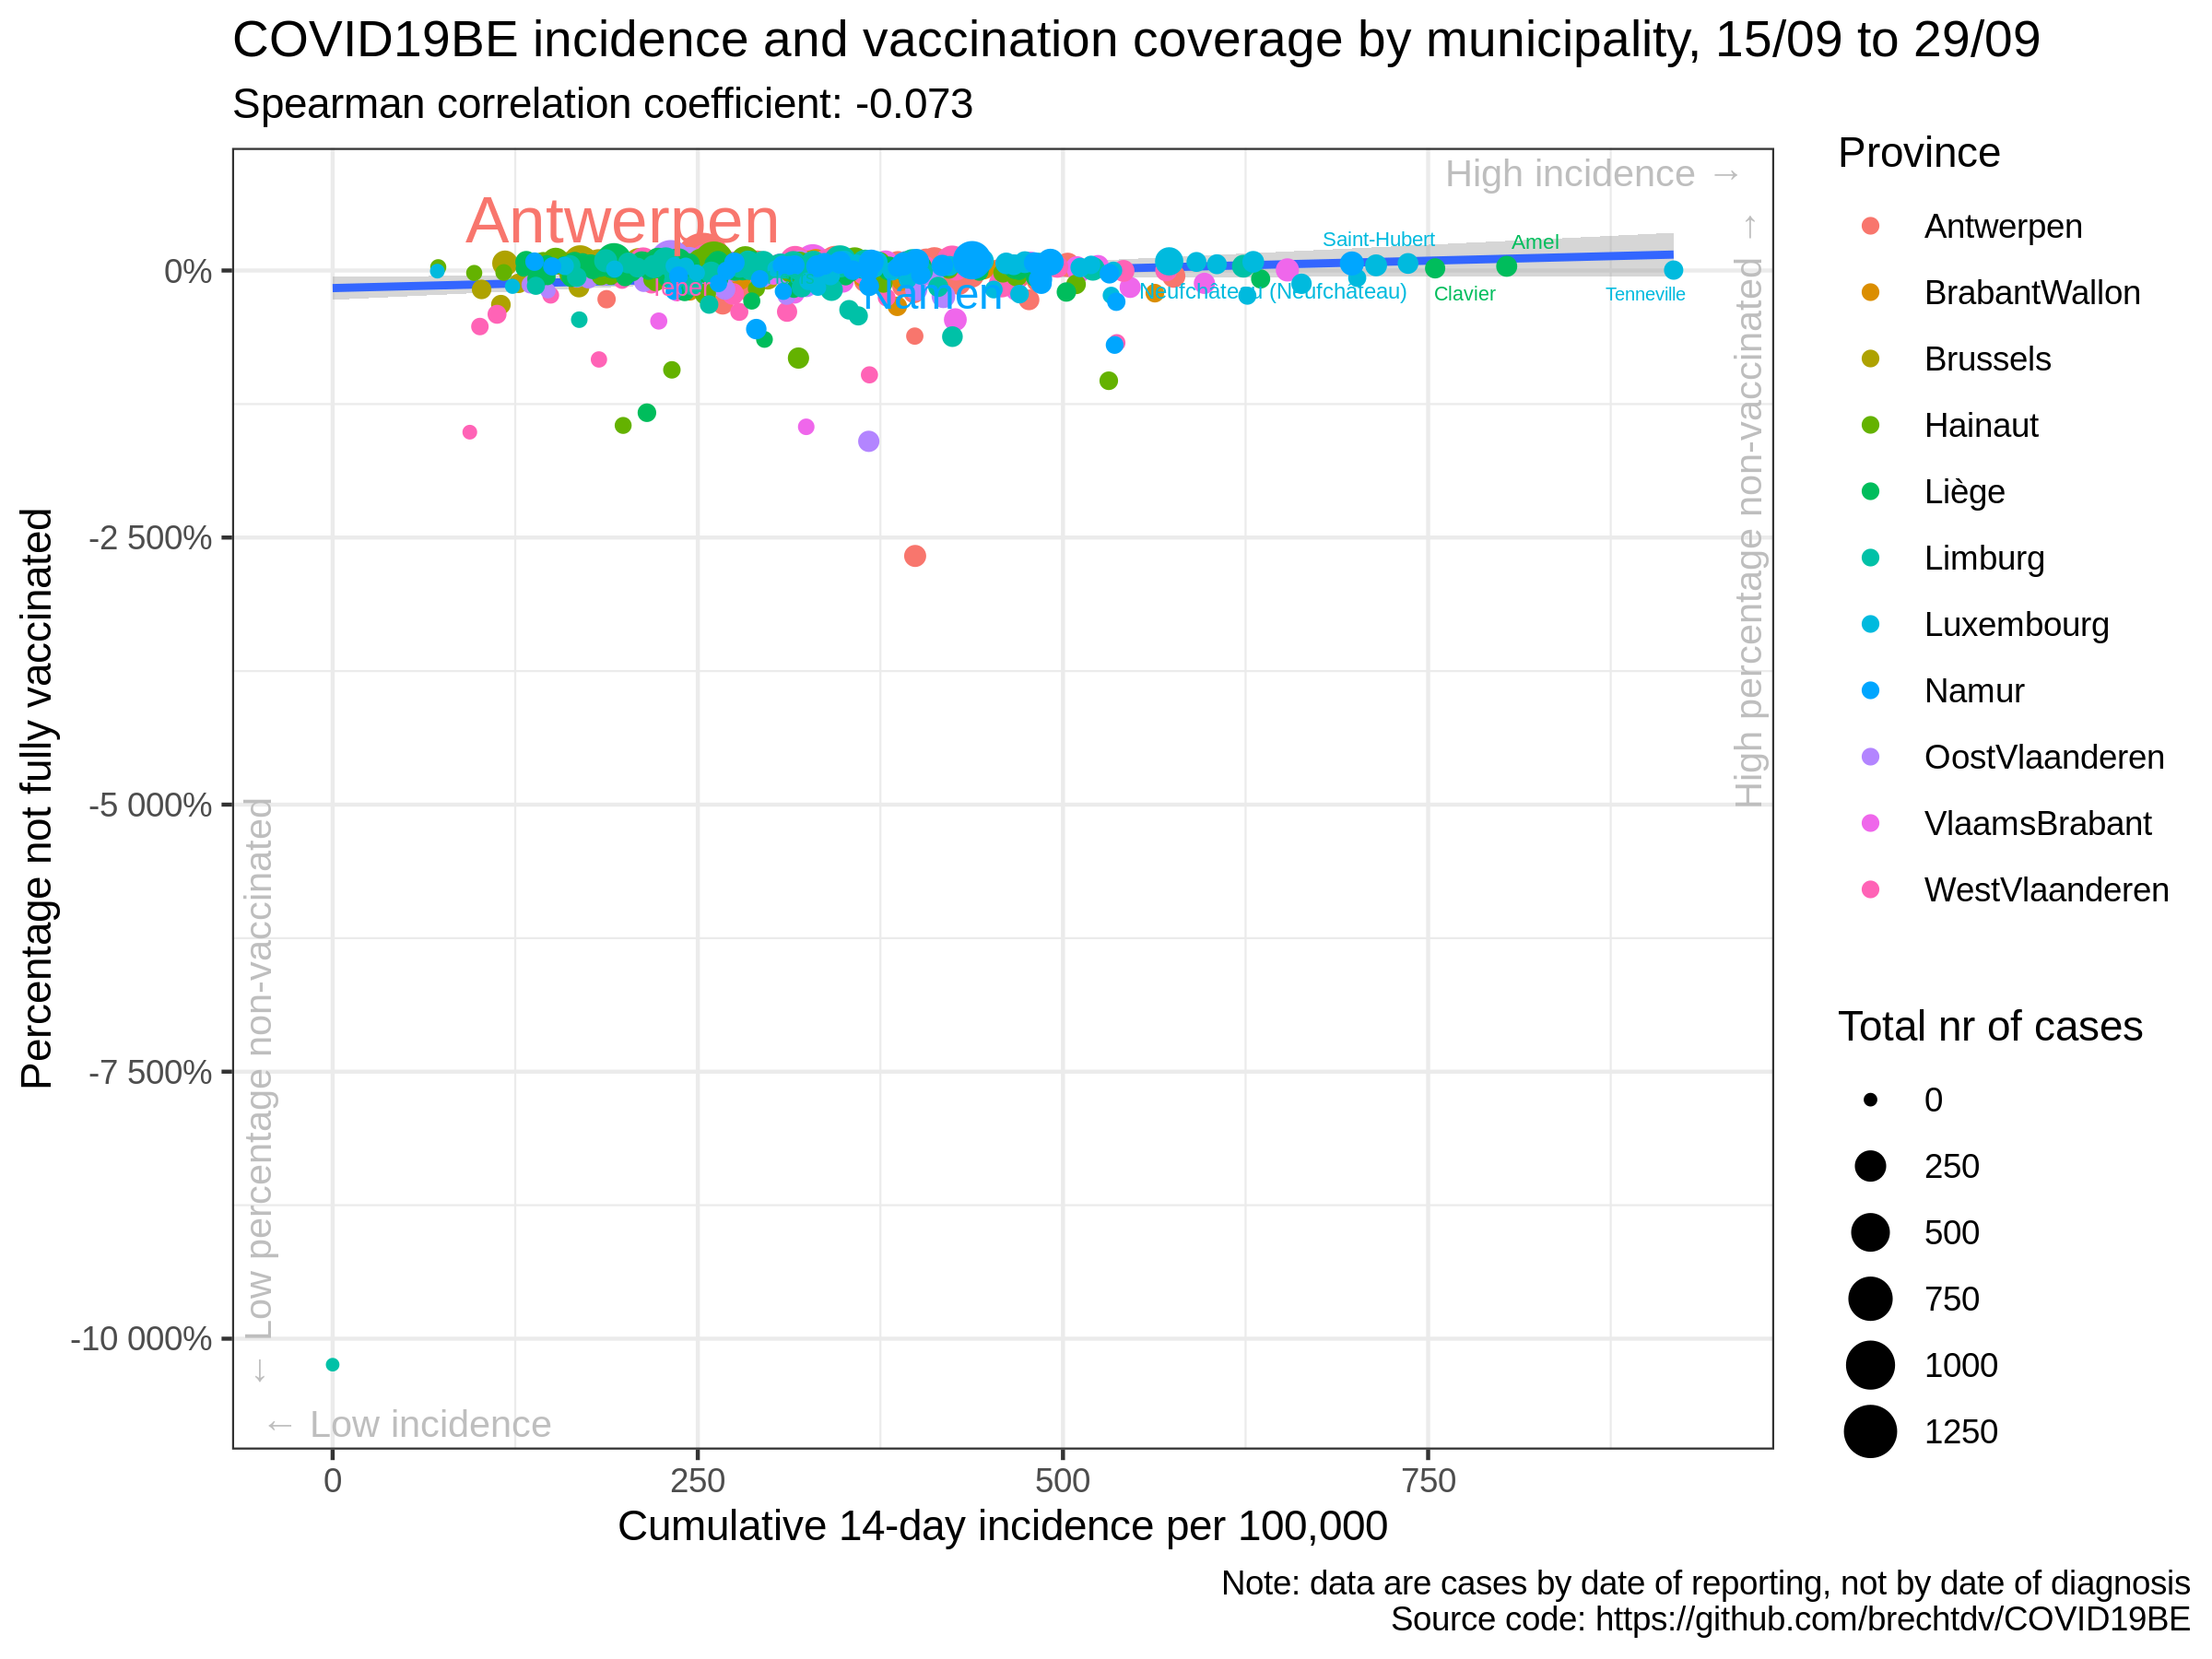 COVID19BE incidence and vaccination coverage by municipality, 15/09 to 29/09
Spearman correlation coefficient: -0.073
High incidence →
High percentage non-vaccinated →
Antwerpen
Saint-Hubert
Amel
Ieper
Namen
Neufchâteau (Neufchâteau)
Clavier
Tenneville
0%
-2 500%
-5 000%
-7 500%
-10 000%
Percentage not fully vaccinated
← Low percentage non-vaccinated
← Low incidence
0
250
500
750
Cumulative 14-day incidence per 100,000
Province
Antwerpen
BrabantWallon
Brussels
Hainaut
Liège
Limburg
Luxembourg
Namur
OostVlaanderen
VlaamsBrabant
WestVlaanderen
Total nr of cases
0
250
500
750
1000
1250
Note: data are cases by date of reporting, not by date of diagnosis
Source code: https://github.com/brechtdv/COVID19BE